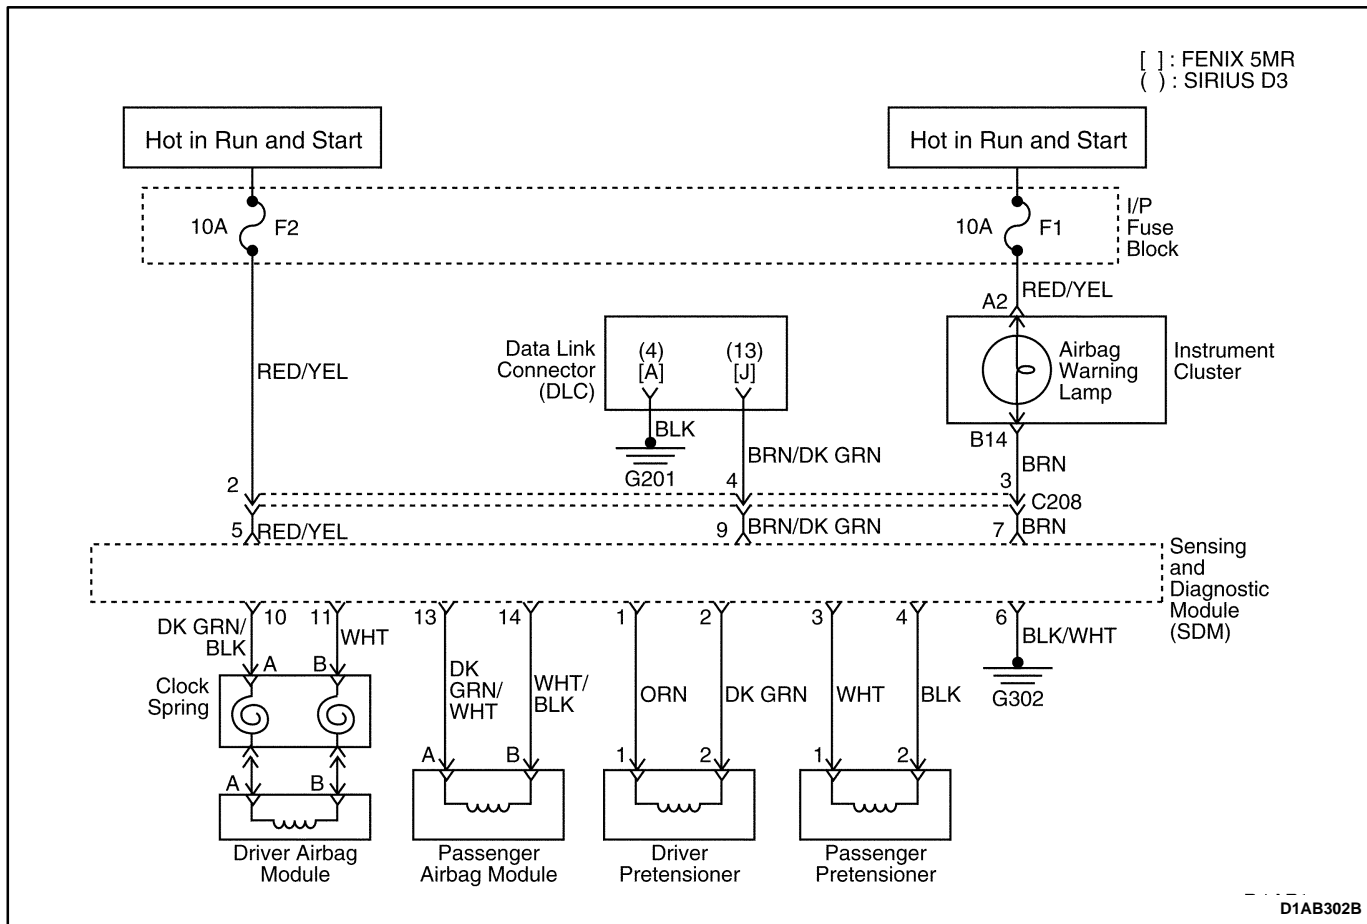 [ ] : FENIX 5MR
( ) : SIRIUS D3
Hot in Run and Start
Hot in Run and Start
10A
F2
10A
F1
I/P
Fuse
Block
RED/YEL
A2
RED/YEL
Data Link
Connector
(DLC)
(4)
[A]
(13)
[J]
Airbag
Warning
Lamp
Instrument
Cluster
BLK
G201
BRN/DK GRN
B14
BRN
2
4
3
C208
5
RED/YEL
9
BRN/DK GRN
7
BRN
Sensing
and
Diagnostic
Module
(SDM)
10
11
13
14
1
2
3
4
6
DK GRN/
BLK
WHT
DK
GRN/
WHT
WHT/
BLK
ORN
DK GRN
WHT
BLK
BLK/WHT
G302
A
B
Clock
Spring
A
B
1
2
1
2
A
B
Driver Airbag
Module
Passenger
Airbag Module
Driver
Pretensioner
Passenger
Pretensioner
D1AB302B